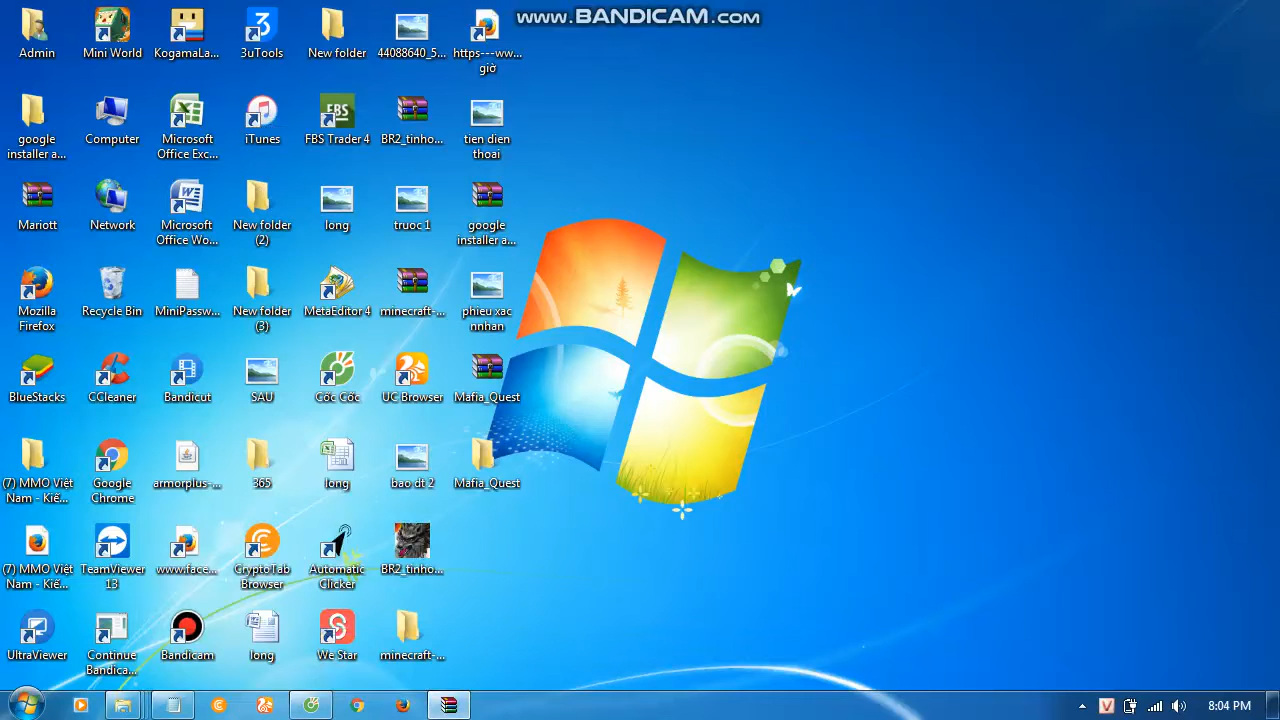 www.BANDICAM.com
Admin
Mini World
KogamaLa...
3uTools
New folder
44088640_5...
https---ww...
giờ
google
installer a...
Computer
Microsoft
Office Exc...
iTunes
FBS
FBS Trader 4
BR2_tinho...
tien dien
thoai
Mariott
Network
Microsoft
Office Wo...
New folder
(2)
long
truoc 1
google
installer a...
Mozilla
Firefox
Recycle Bin
MiniPassw...
New folder
(3)
MetaEditor 4
minecraft-...
phieu xac
nnhan
BlueStacks
CCleaner
Bandicut
SAU
Cốc Cốc
UC Browser
Mafia_Quest
(7) MMO Việt
Nam - Kiế...
Google
Chrome
armorplus-...
365
long
bao dt 2
Mafia_Quest
(7) MMO Việt
Nam - Kiế...
TeamViewer
13
www.face...
CryptoTab
Browser
Automatic
Clicker
BR2_tinho...
UltraViewer
Continue
Bandica...
Bandicam
long
We Star
minecraft-...
V
8:04 PM